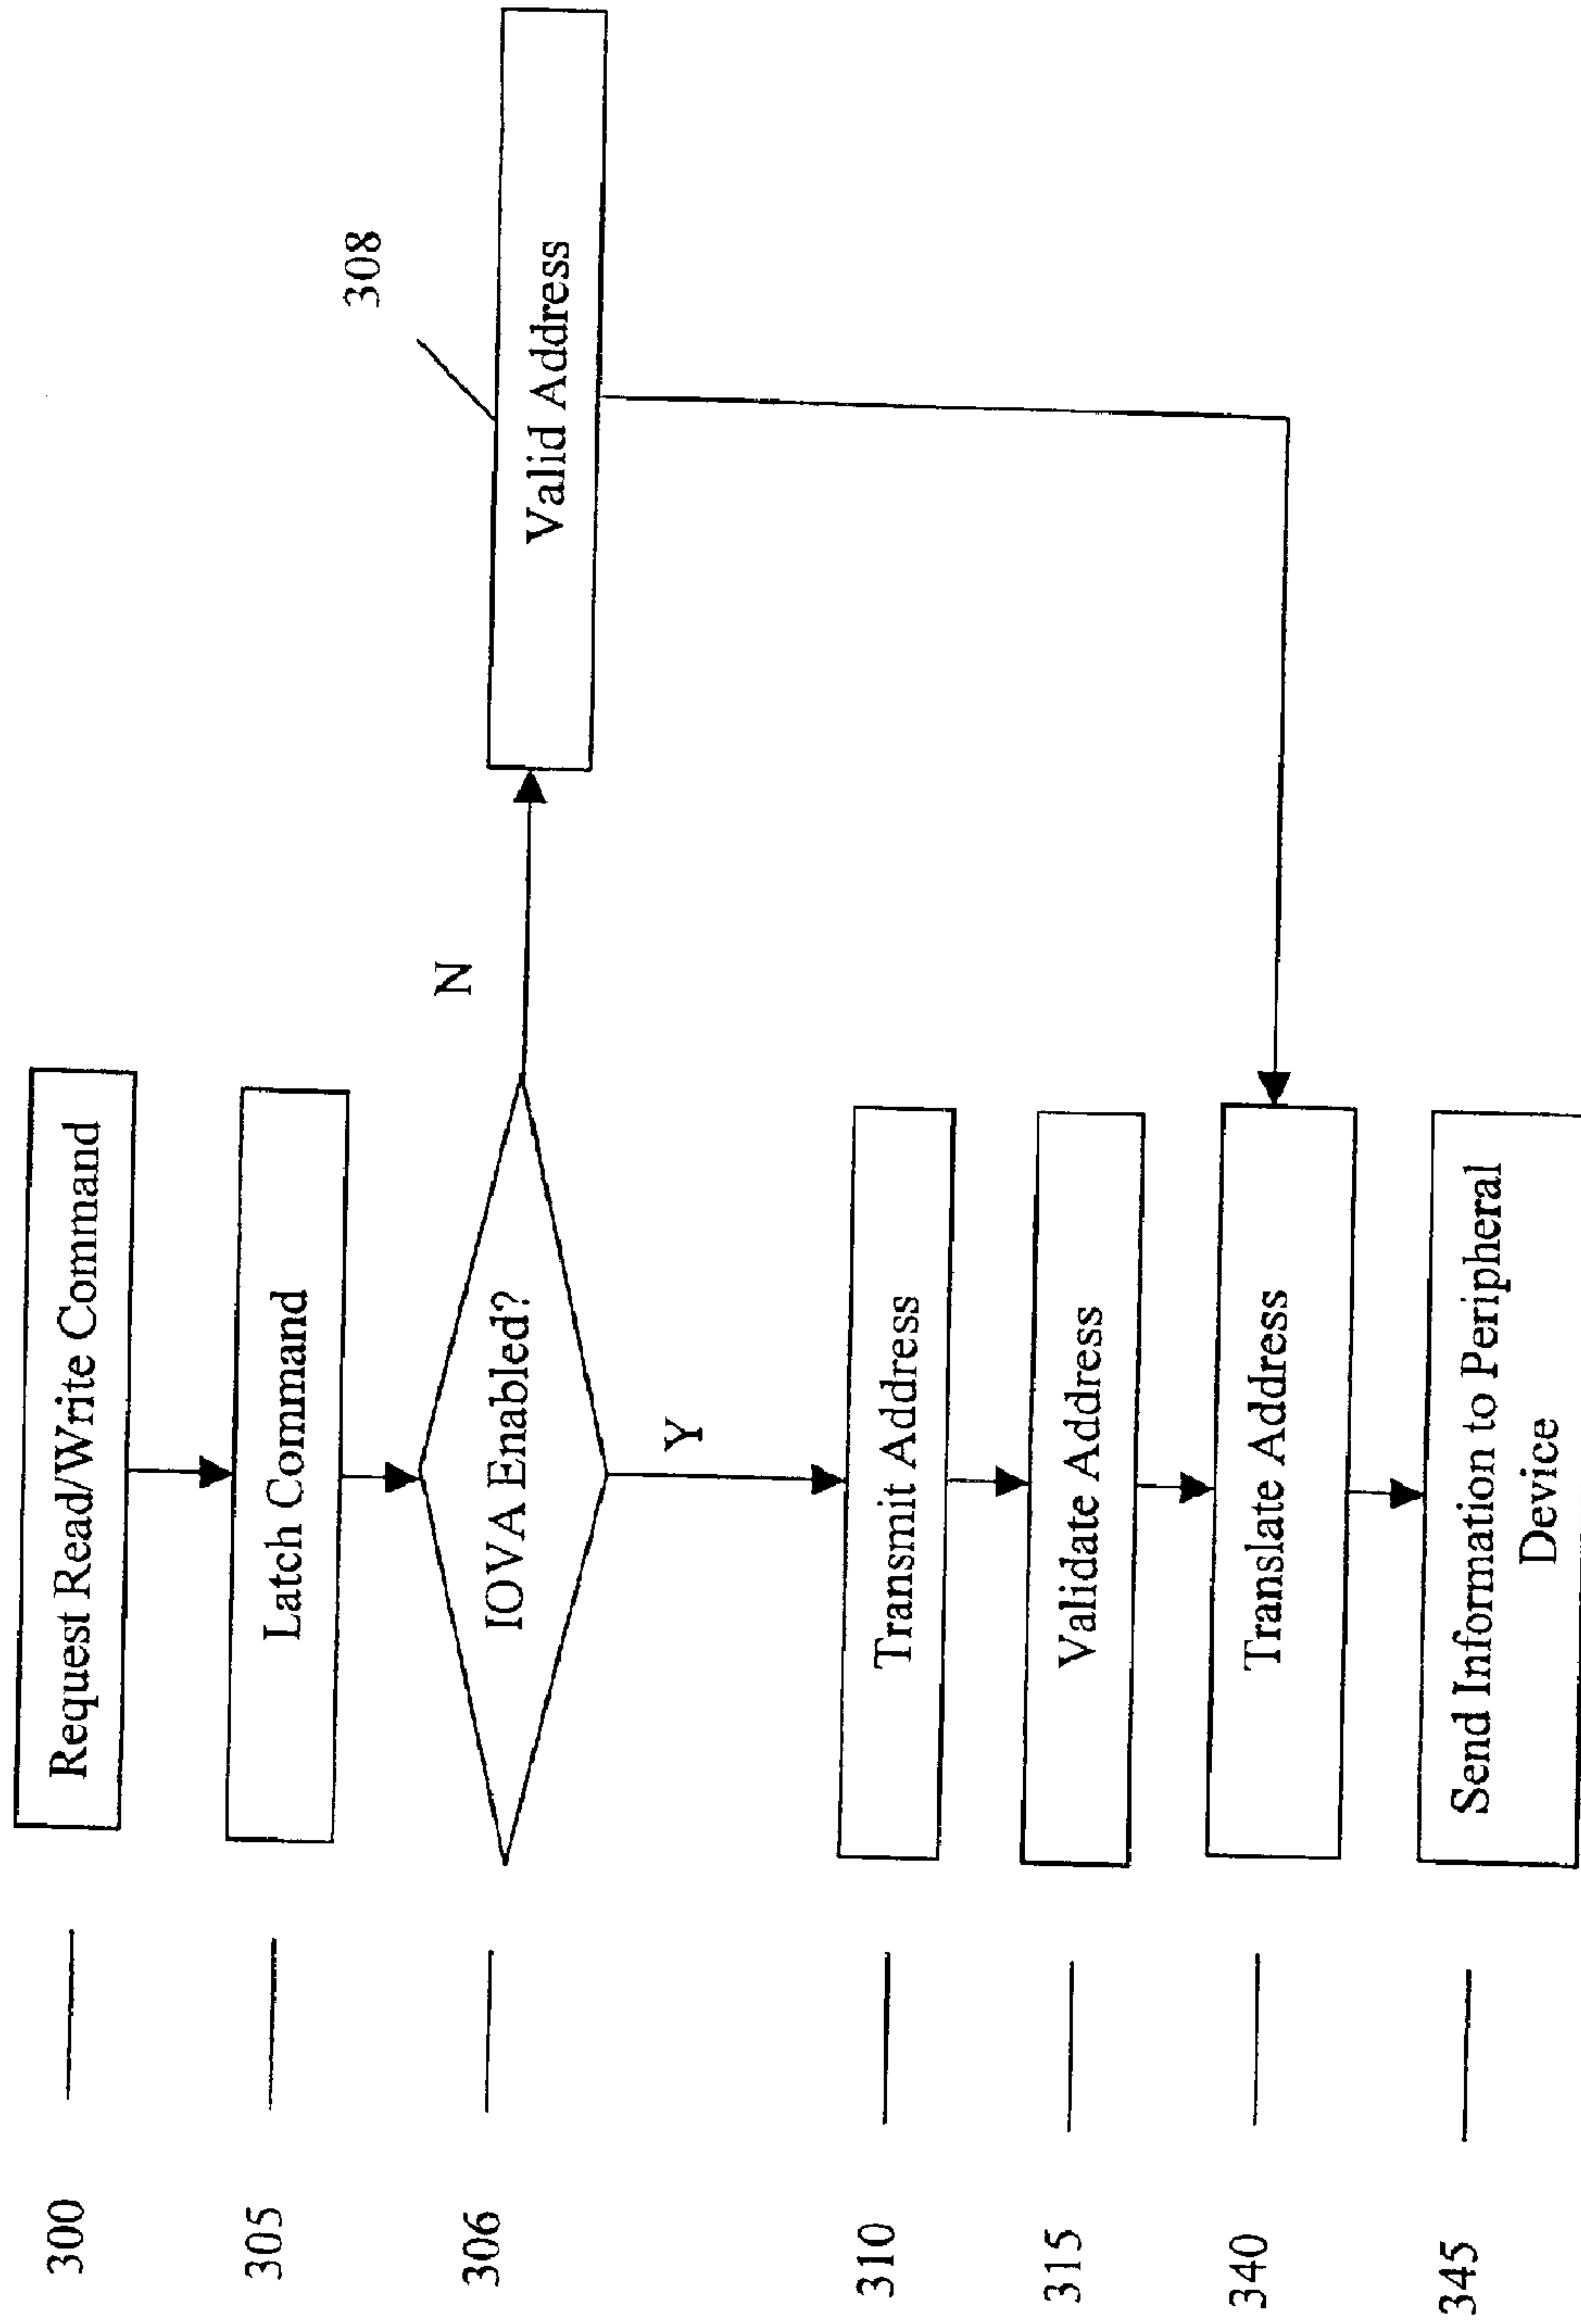 300
Request Read/Write Command
305
Latch Command
306
IOVA Enabled?
N
308
Valid Address
Y
310
Transmit Address
315
Validate Address
340
Translate Address
345
Send Information to Peripheral
Device